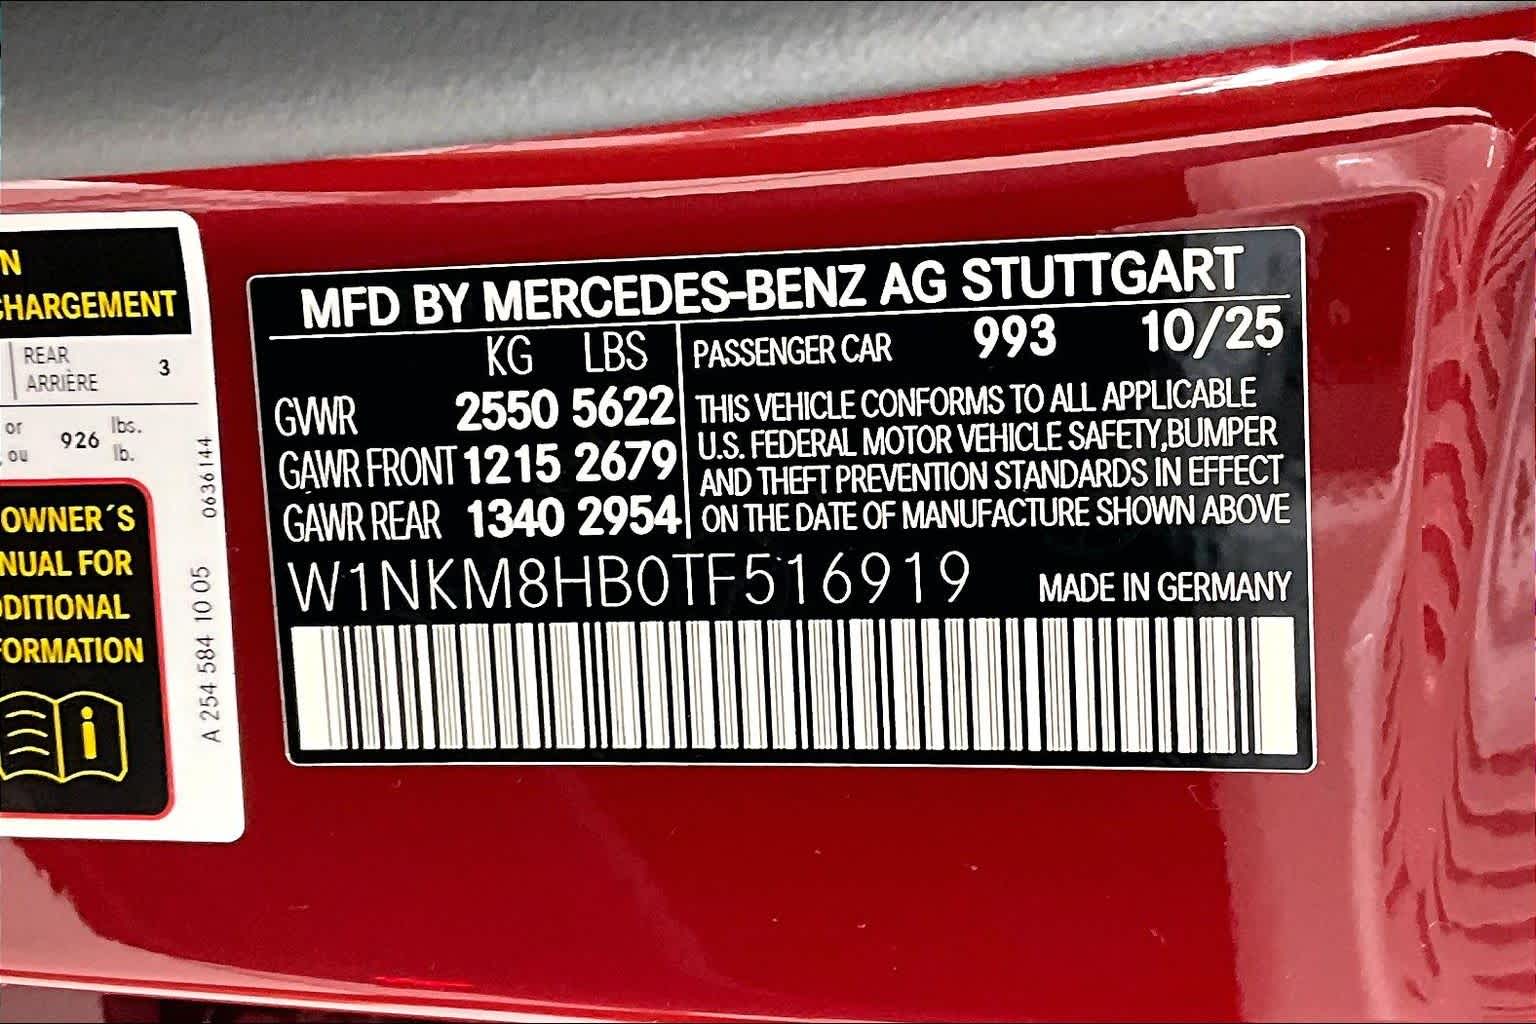 N
CHARGEMENT
REAR
ARRIÈRE
3
or
ou
926
lbs.
lb.
OWNER´S
NUAL FOR
DDITIONAL
FORMATION
i
A 254 584 10 05
0636144
MFD BY MERCEDES-BENZ AG STUTTGART
KG LBS
GVWR 2550 5622
GAWR FRONT 1215 2679
GAWR REAR 1340 2954
PASSENGER CAR 993 10/25
THIS VEHICLE CONFORMS TO ALL APPLICABLE
U.S. FEDERAL MOTOR VEHICLE SAFETY,BUMPER
AND THEFT PREVENTION STANDARDS IN EFFECT
ON THE DATE OF MANUFACTURE SHOWN ABOVE
W1NKM8HB0TF516919
MADE IN GERMANY